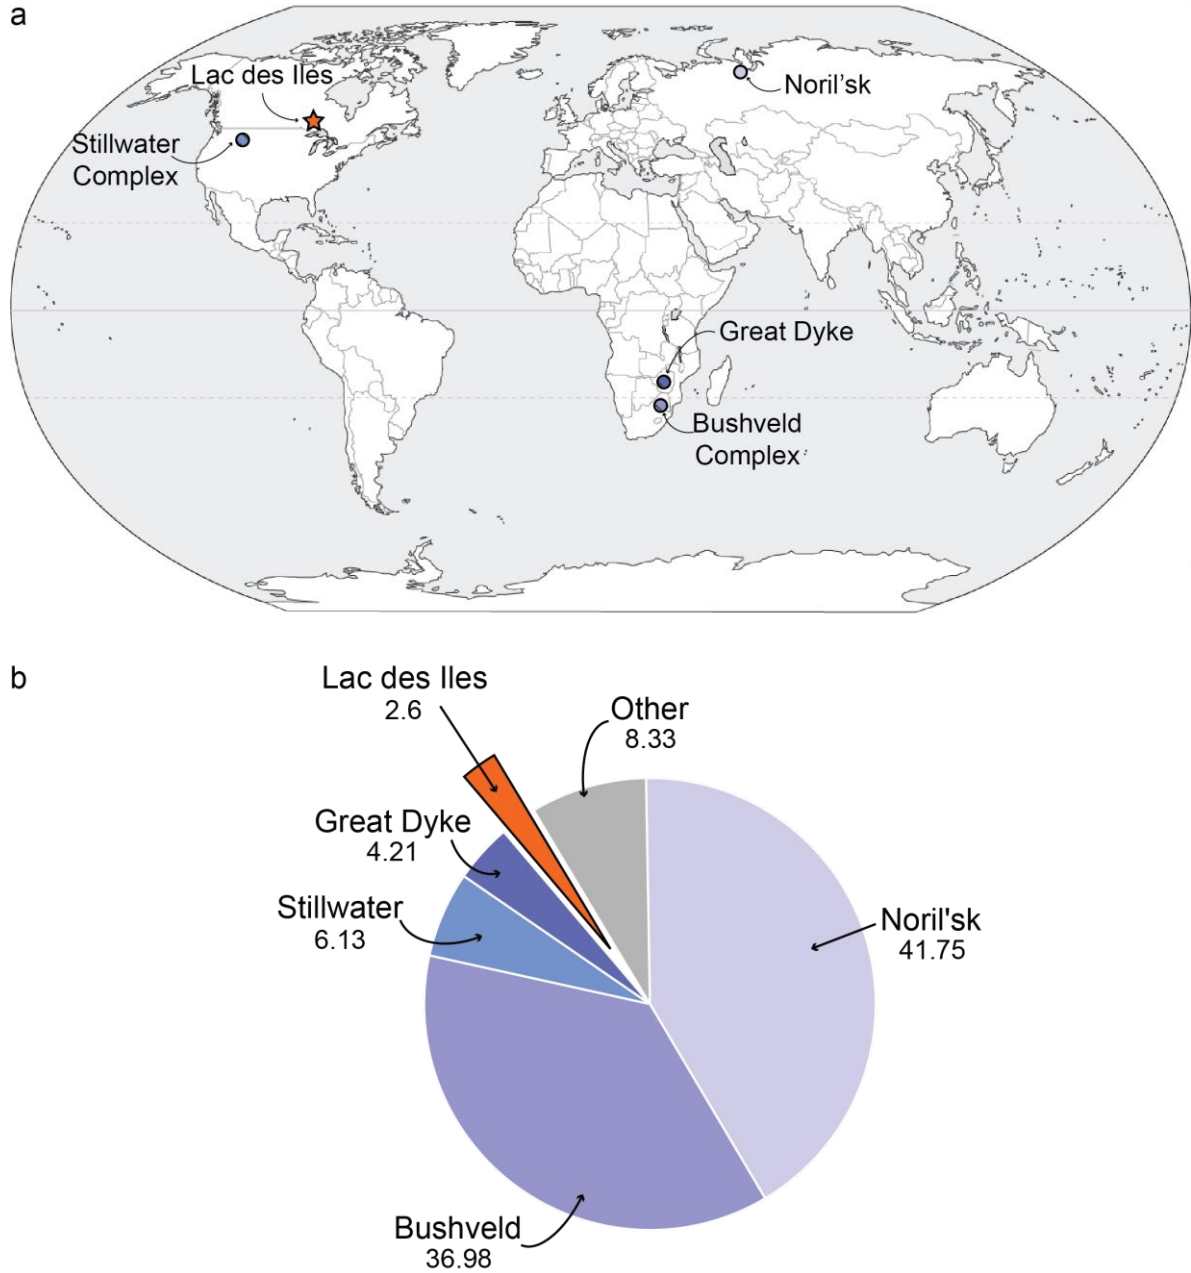 a
Lac des Iles
Noril’sk
Stillwater
Complex
Great Dyke
Bushveld
Complex
b
Lac des Iles
2.6
Other
8.33
Great Dyke
4.21
Stillwater
6.13
Noril'sk
41.75
Bushveld
36.98